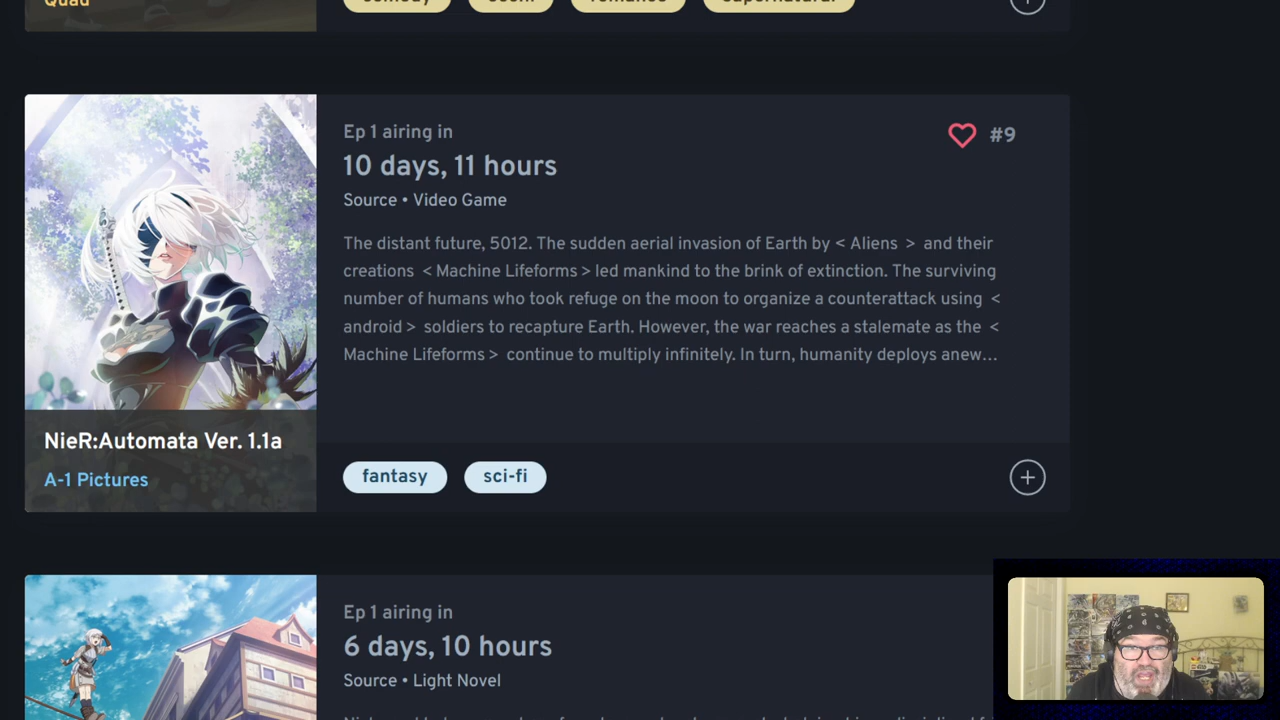 Quad
comedy ecchi romance supernatural
Ep 1 airing in
10 days, 11 hours
#9
Source • Video Game
The distant future, 5012. The sudden aerial invasion of Earth by < Aliens > and their
creations < Machine Lifeforms > led mankind to the brink of extinction. The surviving
number of humans who took refuge on the moon to organize a counterattack using <
android > soldiers to recapture Earth. However, the war reaches a stalemate as the <
Machine Lifeforms > continue to multiply infinitely. In turn, humanity deploys anew…
NieR:Automata Ver. 1.1a
A-1 Pictures
fantasy sci-fi
Ep 1 airing in
6 days, 10 hours
Source • Light Novel